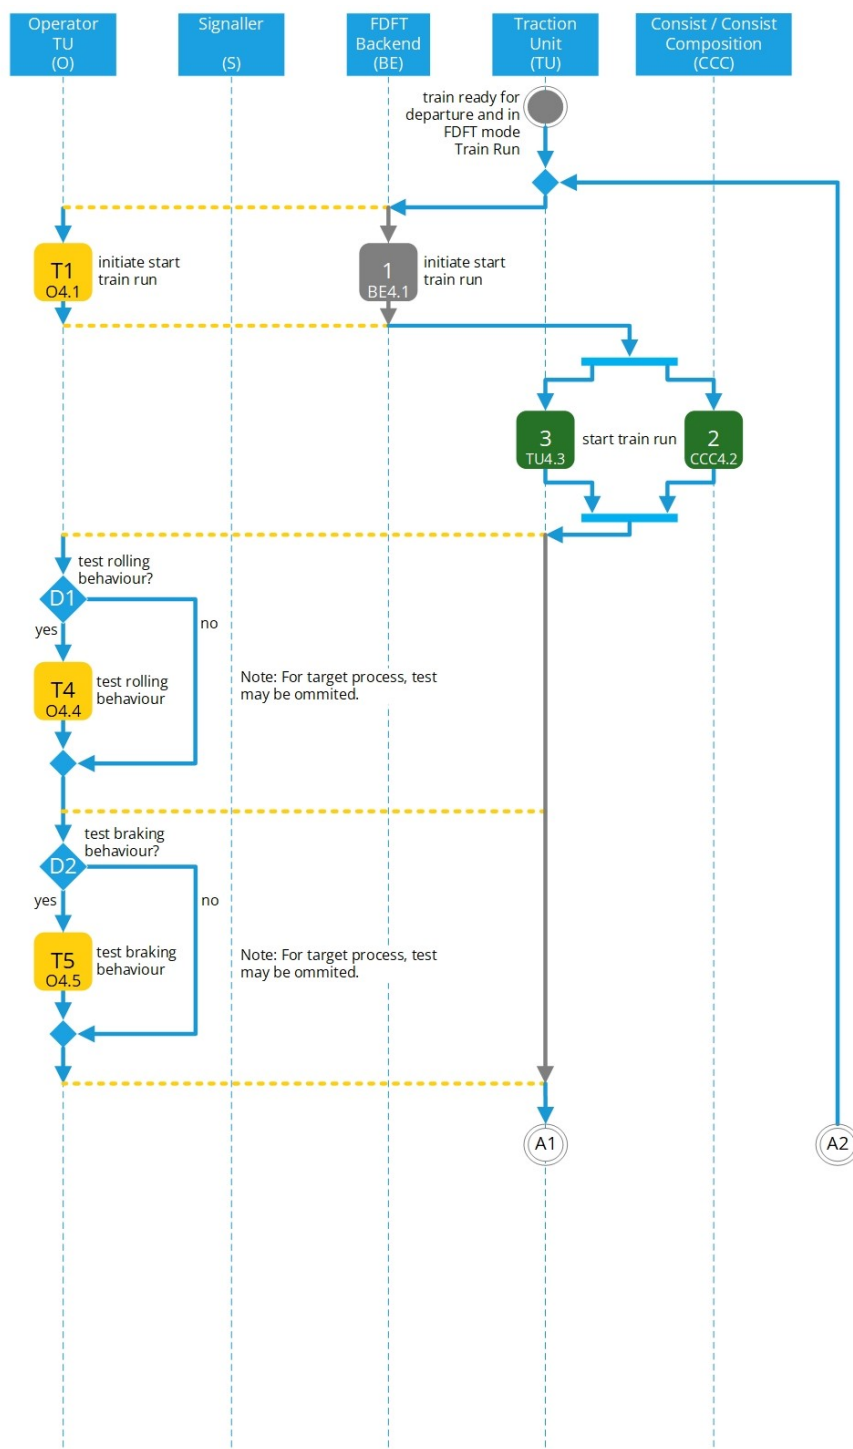 Operator
TU
(O)
Signaller
(S)
FDFT
Backend
(BE)
Traction
Unit
(TU)
Consist / Consist
Composition
(CCC)
train ready for
departure and in
FDFT mode
Train Run
T1
O4.1
initiate start
train run
1
BE4.1
initiate start
train run
3
TU4.3
start train run
2
CCC4.2
test rolling
behaviour?
D1
yes
no
T4
O4.4
test rolling
behaviour
Note: For target process, test
may be ommited.
test braking
behaviour?
D2
yes
no
T5
O4.5
test braking
behaviour
Note: For target process, test
may be ommited.
A1
A2